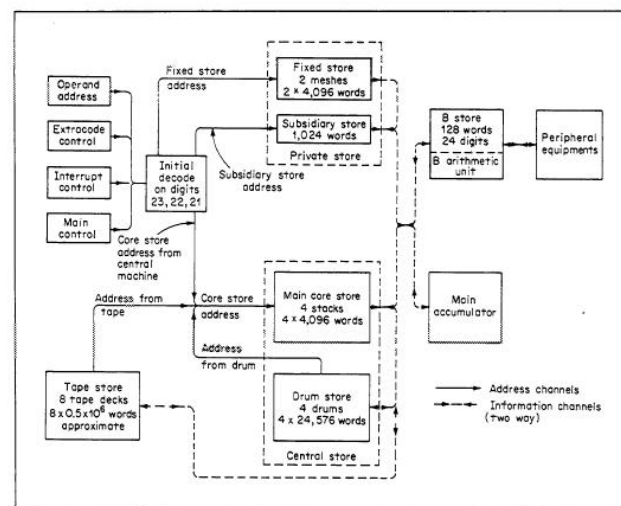 Operand
address
Extracode
control
Interrupt
control
Main
control
Fixed store
address
Initial
decode
on digits
23, 22, 21
Subsidiary store
address
Core store
address from
central
machine
Fixed store
2 meshes
2 × 4,096 words
Subsidiary store
1,024 words
Private store
B store
128 words
24 digits
B arithmetic
unit
Peripheral
equipments
Address from
tape
Core store
address
Main core store
4 stacks
4 × 4,096 words
Main
accumulator
Address
from drum
Tape store
8 tape decks
8 × 0.5 × 10⁶ words
approximate
Drum store
4 drums
4 × 24,576 words
Central store
Address channels
Information channels
(two way)